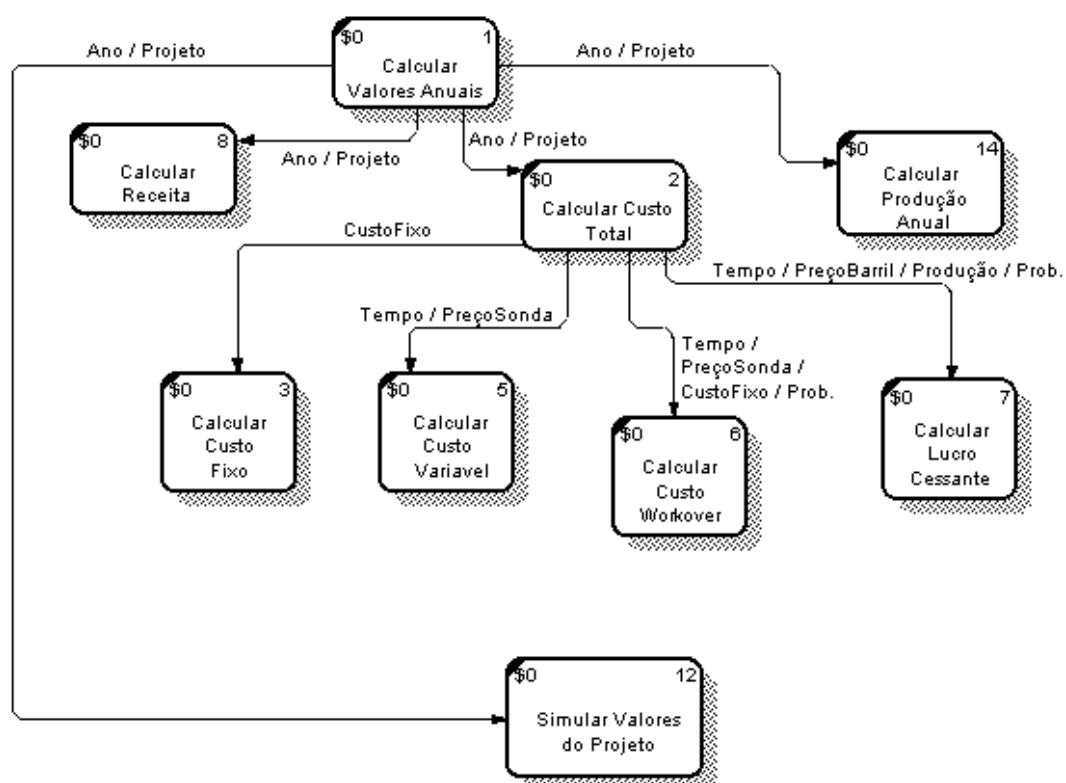 $0 1
Calcular
Valores Anuais
Ano / Projeto
Ano / Projeto
$0 8
Calcular
Receita
Ano / Projeto
Ano / Projeto
$0 2
Calcular Custo
Total
$0 14
Calcular
Produção
Anual
CustoFixo
Tempo / PreçoSonda
Tempo /
PreçoSonda /
CustoFixo / Prob.
Tempo / PreçoBarril / Produção / Prob.
$0 3
Calcular
Custo
Fixo
$0 5
Calcular
Custo
Variavel
$0 6
Calcular
Custo
Workover
$0 7
Calcular
Lucro
Cessante
$0 12
Simular Valores
do Projeto